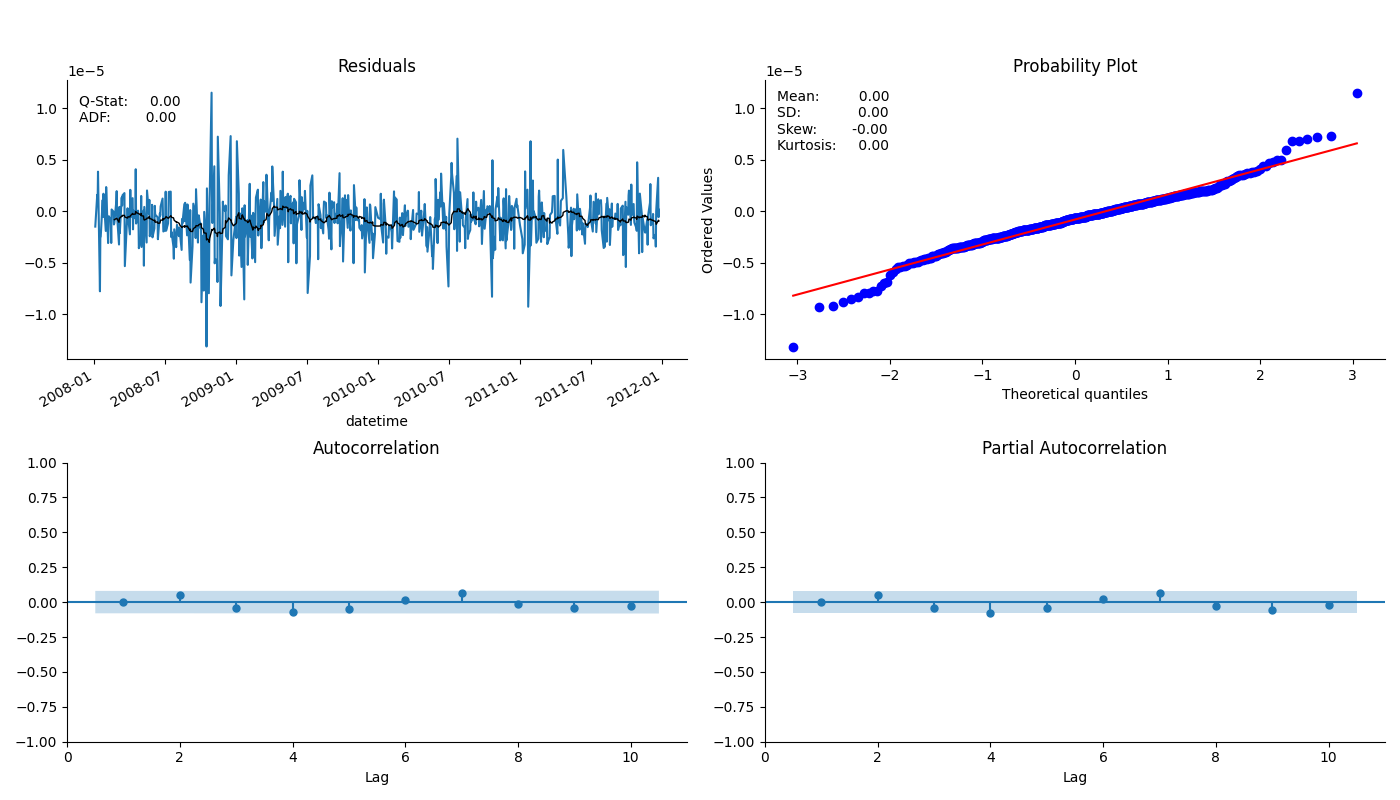 Residuals
1e−5
Q-Stat: 0.00
ADF: 0.00
1.0
0.5
0.0
−0.5
−1.0
2008-01 2008-07 2009-01 2009-07 2010-01 2010-07 2011-01 2011-07 2012-01
datetime
Probability Plot
1e−5
Mean: 0.00
SD: 0.00
Skew: -0.00
Kurtosis: 0.00
Ordered Values
1.0
0.5
0.0
−0.5
−1.0
−3 −2 −1 0 1 2 3
Theoretical quantiles
Autocorrelation
1.00
0.75
0.50
0.25
0.00
−0.25
−0.50
−0.75
−1.00
0 2 4 6 8 10
Lag
Partial Autocorrelation
1.00
0.75
0.50
0.25
0.00
−0.25
−0.50
−0.75
−1.00
0 2 4 6 8 10
Lag